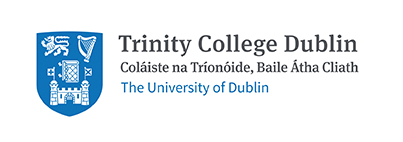 Trinity College Dublin
Coláiste na Tríonóide, Baile Átha Cliath
The University of Dublin